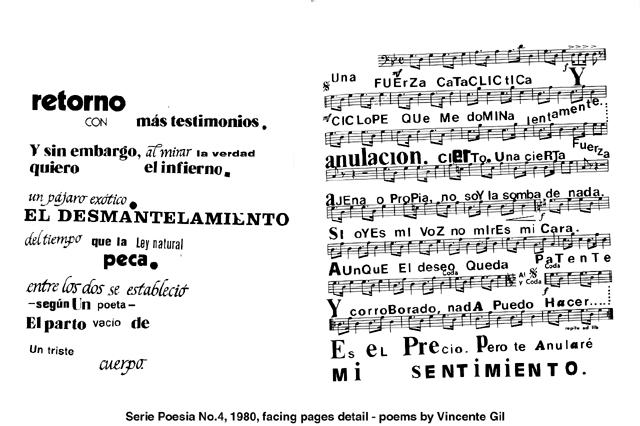 retorno
CON más testimonios.
Y sin embargo, al mirar la verdad
quiero el infierno.
un pájaro exótico.
EL DESMANTELAMIENTO
del tiempo que la Ley natural
peca.
entre los dos se estableció
–según Un poeta–
El parto vacío de
Un triste
cuerpo.
Una FUErZA CaTaCLICtICa Y
CICLoPE QUe Me doMINa lentamente.
anulacIon. CIerTo. Una cieRTa Fuerza
aJEna o PropIa, no soY la somba de nada.
SI oYEs mI VoZ no mIrEs mi Cara.
AUnQuE El deseo Queda PaTenTe
Coda Al y Coda Coda
Y corroBorado, nadA Puedo Hacer....
repite ad lib
Es eL PRecio. Pero te Anularé
MI SENTIMIENTO.
Serie Poesia No.4, 1980, facing pages detail - poems by Vincente Gil